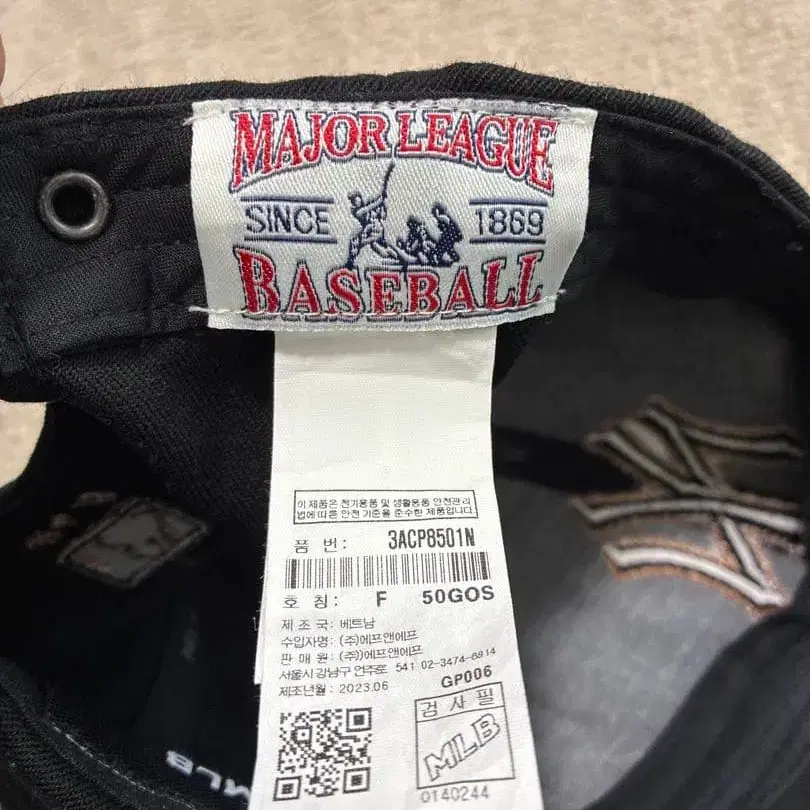 MAJOR LEAGUE
SINCE 1869
BASEBALL
이 제품은 전기용품 및 생활용품 안전관리
법에 따른 안전 기준을 준수한 제품입니다.
품 번: 3ACP8501N
호 칭: F 50GOS
제 조 국: 베트남
수입자명: (주)에프앤에프
판 매 원: (주)에프앤에프
서울시 강남구 언주로 541 02-3474-6914
제조년월: 2023.06
GP006
검 사 필
MLB
0140244
MLB